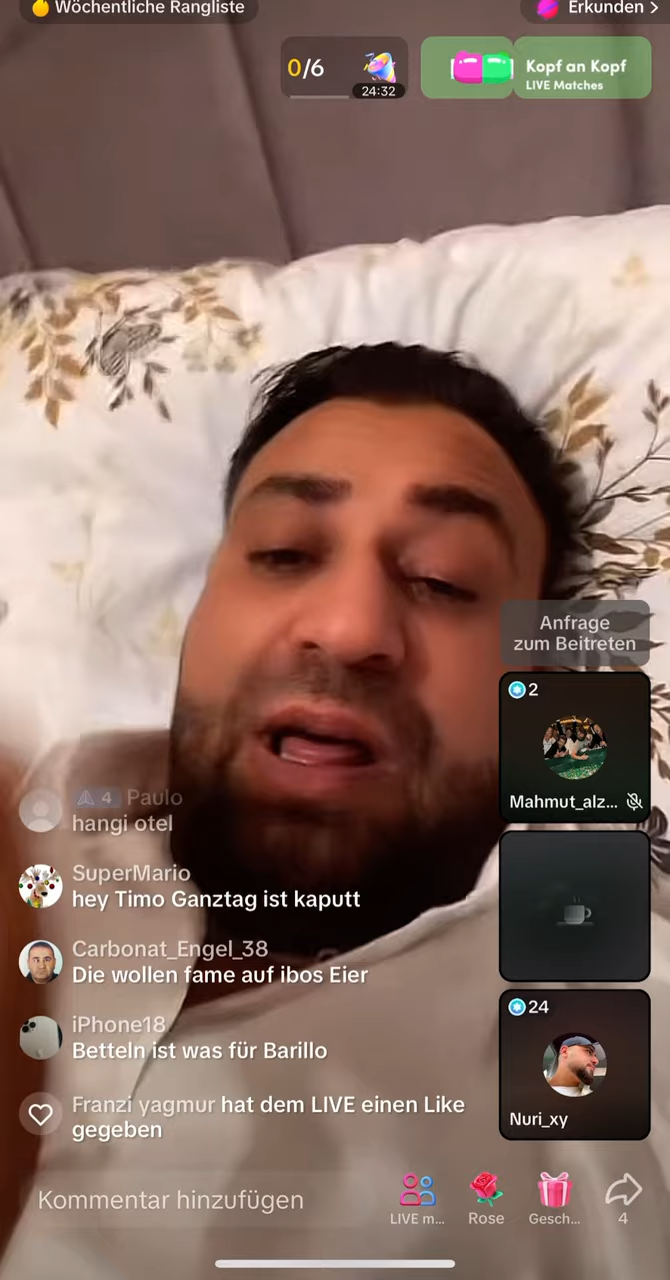 Wöchentliche Rangliste
Erkunden >
0/6
24:32
Kopf an Kopf
LIVE Matches
Anfrage
zum Beitreten
2
Mahmut_alz...
4 Paulo
hangi otel
SuperMario
hey Timo Ganztag ist kaputt
Carbonat_Engel_38
Die wollen fame auf ibos Eier
iPhone18
Betteln ist was für Barillo
24
Nuri_xy
Franzi yagmur hat dem LIVE einen Like
gegeben
Kommentar hinzufügen
LIVE m...
Rose
Gesch...
4